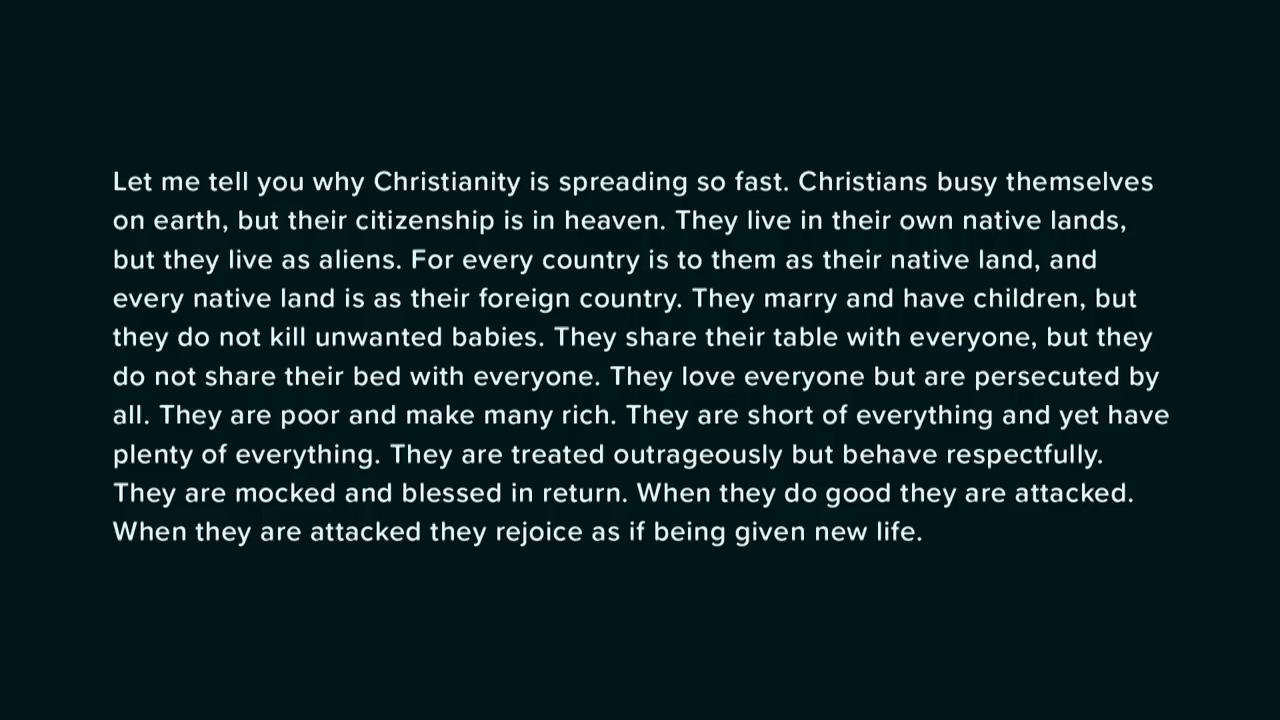 Let me tell you why Christianity is spreading so fast. Christians busy themselves
on earth, but their citizenship is in heaven. They live in their own native lands,
but they live as aliens. For every country is to them as their native land, and
every native land is as their foreign country. They marry and have children, but
they do not kill unwanted babies. They share their table with everyone, but they
do not share their bed with everyone. They love everyone but are persecuted by
all. They are poor and make many rich. They are short of everything and yet have
plenty of everything. They are treated outrageously but behave respectfully.
They are mocked and blessed in return. When they do good they are attacked.
When they are attacked they rejoice as if being given new life.